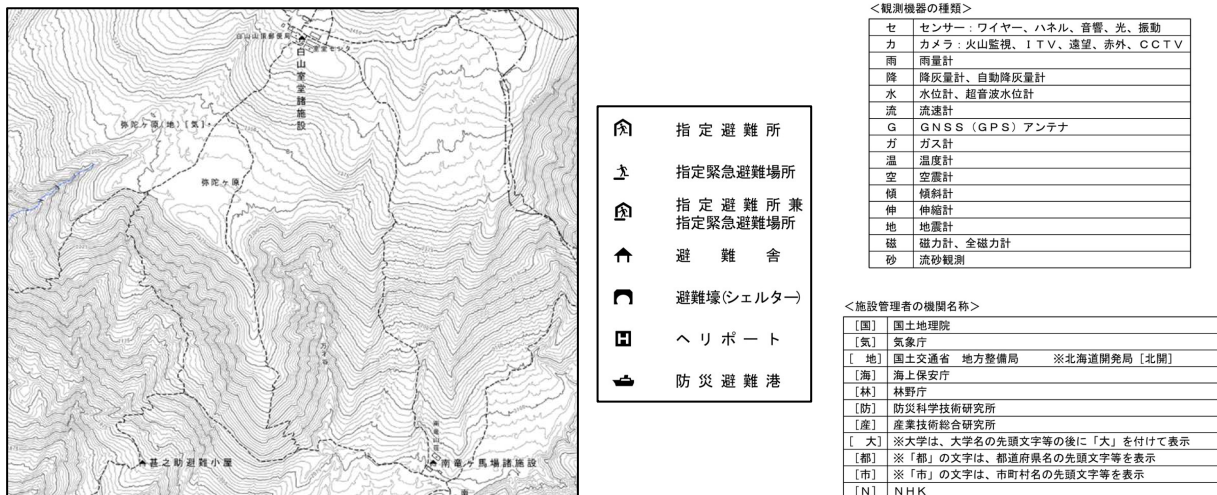 白山山頂郵便局
白山室堂諸施設
弥陀ヶ原(地)[気]
弥陀ヶ原
万才谷
甚之助避難小屋
南竜ヶ馬場諸施設
指定避難所
指定緊急避難場所
指定避難所兼
指定緊急避難場所
避難舎
避難壕(シェルター)
ヘリポート
防災避難港
＜観測機器の種類＞
セ センサー：ワイヤー、ハネル、音響、光、振動
カ カメラ：火山監視、ＩＴＶ、遠望、赤外、ＣＣＴＶ
雨 雨量計
降 降灰量計、自動降灰量計
水 水位計、超音波水位計
流 流速計
Ｇ ＧＮＳＳ（ＧＰＳ）アンテナ
ガ ガス計
温 温度計
空 空震計
傾 傾斜計
伸 伸縮計
地 地震計
磁 磁力計、全磁力計
砂 流砂観測
＜施設管理者の機関名称＞
［国］ 国土地理院
［気］ 気象庁
［　地］ 国土交通省　地方整備局　　※北海道開発局［北開］
［海］ 海上保安庁
［林］ 林野庁
［防］ 防災科学技術研究所
［産］ 産業技術総合研究所
［　大］ ※大学は、大学名の先頭文字等の後に「大」を付けて表示
［都］ ※「都」の文字は、都道府県名の先頭文字等を表示
［市］ ※「市」の文字は、市町村名の先頭文字等を表示
［Ｎ］ ＮＨＫ